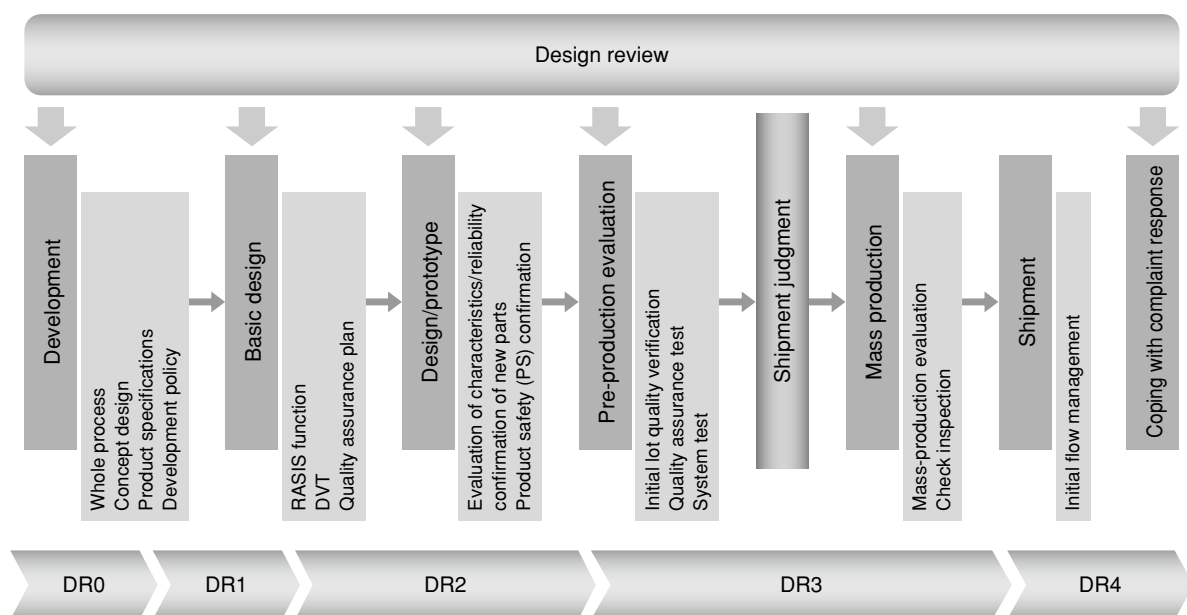 Design review
Development
Whole process
Concept design
Product specifications
Development policy
Basic design
RASIS function
DVT
Quality assurance plan
Design/prototype
Evaluation of characteristics/reliability
confirmation of new parts
Product safety (PS) confirmation
Pre-production evaluation
Initial lot quality verification
Quality assurance test
System test
Shipment judgment
Mass production
Mass-production evaluation
Check inspection
Shipment
Initial flow management
Coping with complaint response
DR0
DR1
DR2
DR3
DR4